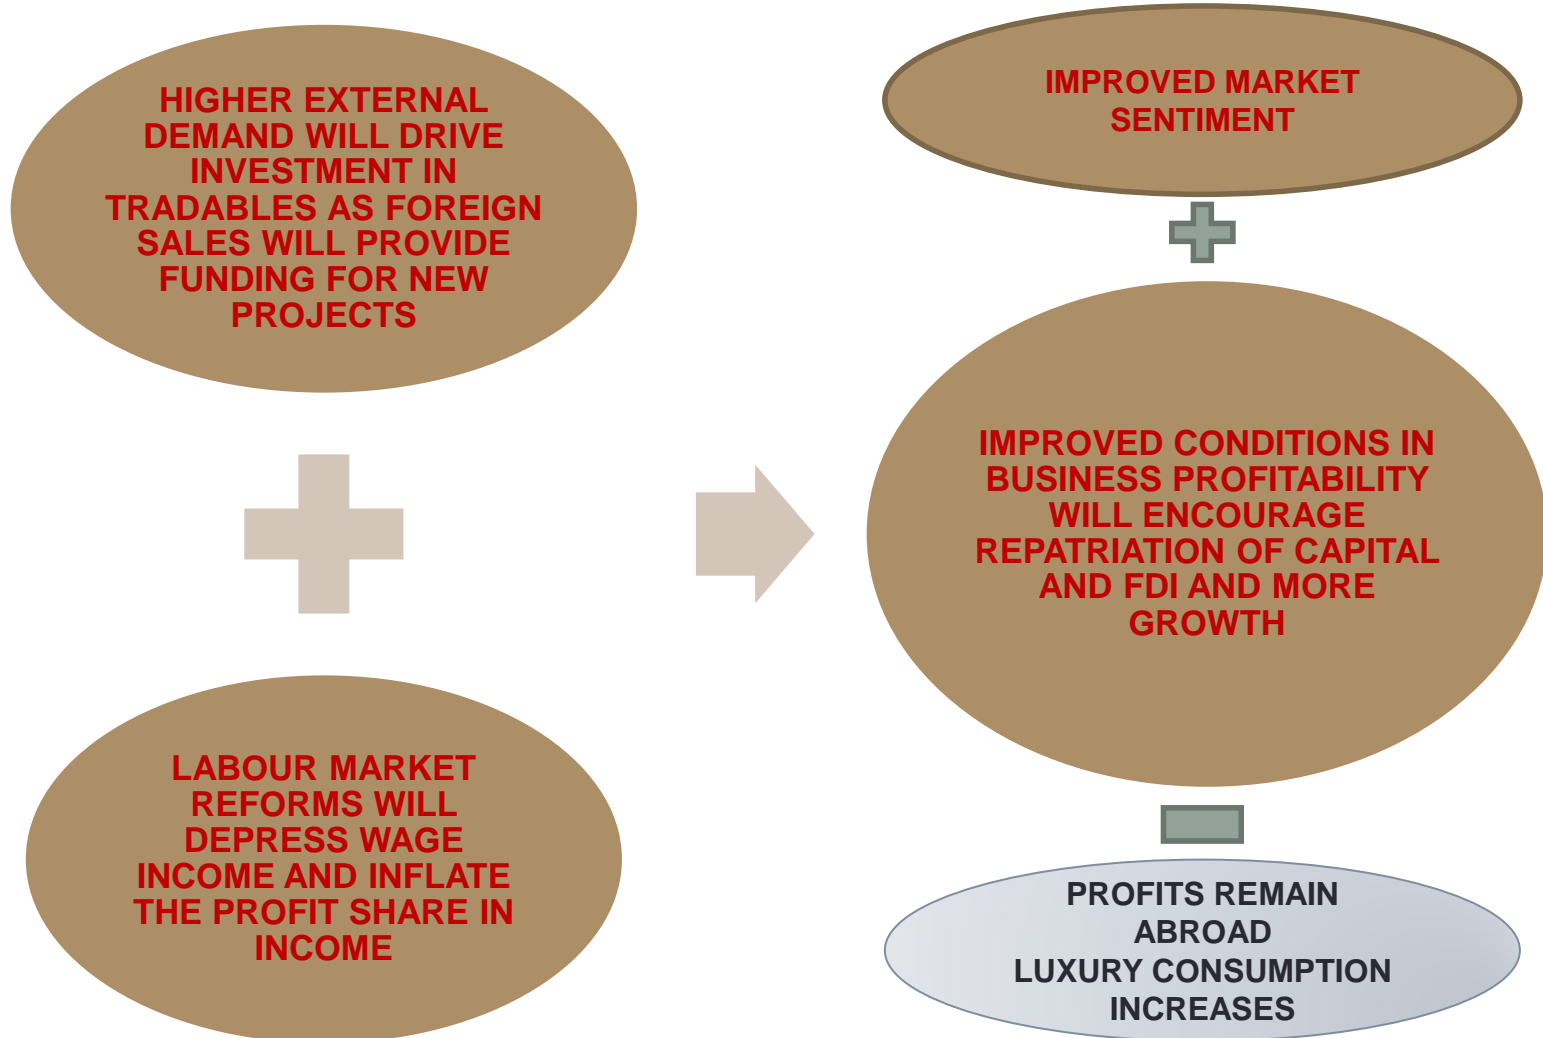 HIGHER EXTERNAL
DEMAND WILL DRIVE
INVESTMENT IN
TRADABLES AS FOREIGN
SALES WILL PROVIDE
FUNDING FOR NEW
PROJECTS
LABOUR MARKET
REFORMS WILL
DEPRESS WAGE
INCOME AND INFLATE
THE PROFIT SHARE IN
INCOME
IMPROVED MARKET
SENTIMENT
IMPROVED CONDITIONS IN
BUSINESS PROFITABILITY
WILL ENCOURAGE
REPATRIATION OF CAPITAL
AND FDI AND MORE
GROWTH
PROFITS REMAIN
ABROAD
LUXURY CONSUMPTION
INCREASES